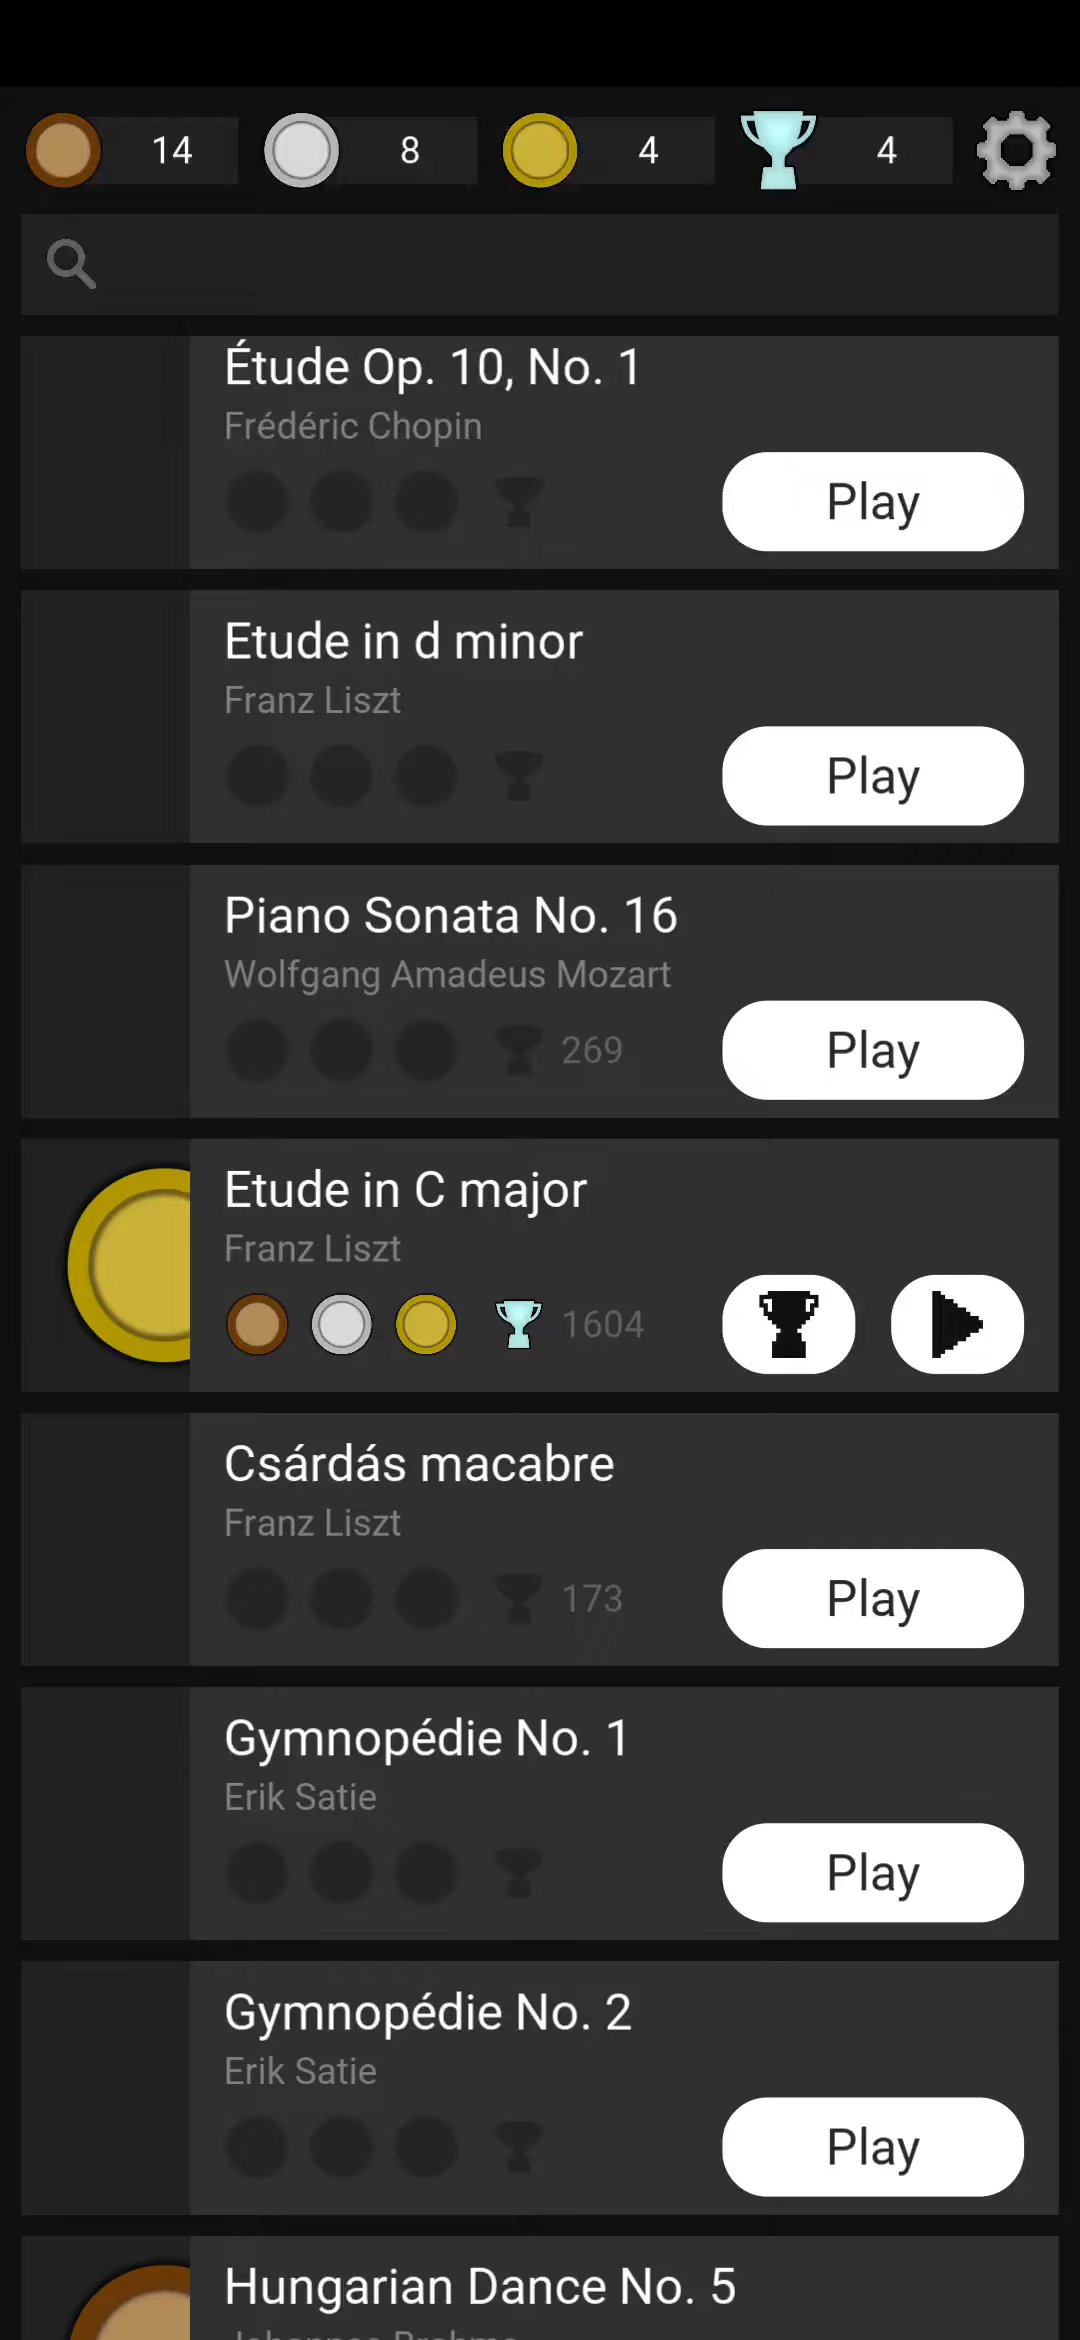 14 8 4 4
Étude Op. 10, No. 1
Frédéric Chopin
Play
Etude in d minor
Franz Liszt
Play
Piano Sonata No. 16
Wolfgang Amadeus Mozart
269 Play
Etude in C major
Franz Liszt
1604
Csárdás macabre
Franz Liszt
173 Play
Gymnopédie No. 1
Erik Satie
Play
Gymnopédie No. 2
Erik Satie
Play
Hungarian Dance No. 5